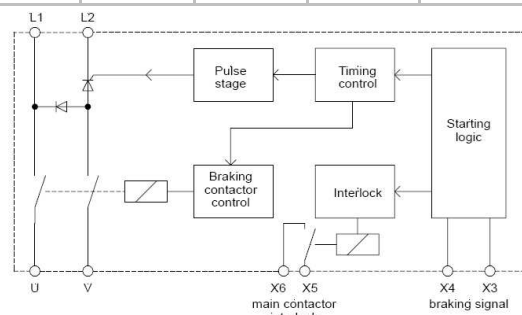 L1 L2
Pulse
stage
Timing
control
Starting
logic
Braking
contactor
control
Interlock
U V X6 X5 X4 X3
main contactor braking signal